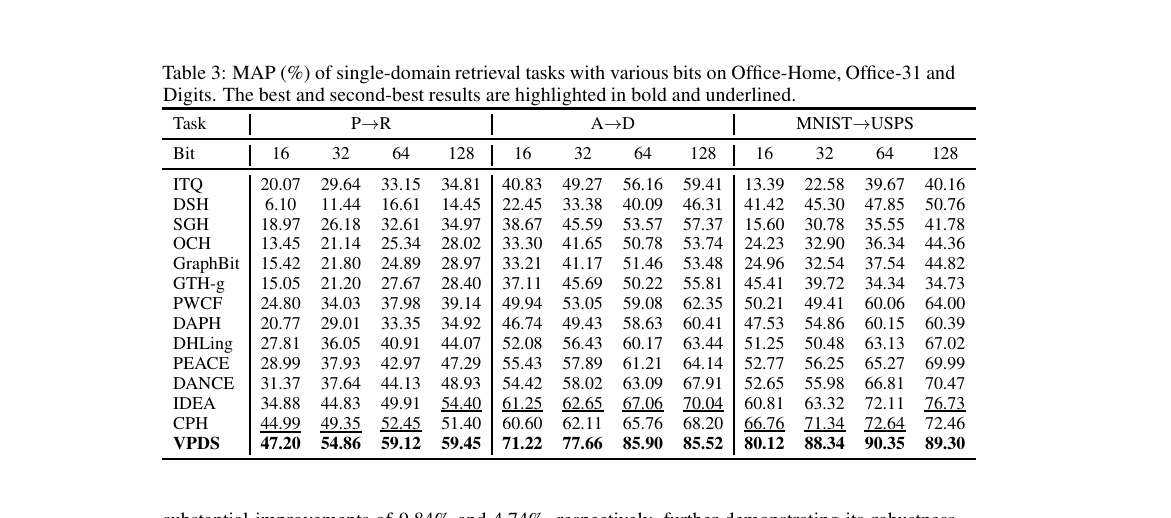 Table 3: MAP (%) of single-domain retrieval tasks with various bits on Office-Home, Office-31 and
Digits. The best and second-best results are highlighted in bold and underlined.
Task P→R A→D MNIST→USPS
Bit 16 32 64 128 16 32 64 128 16 32 64 128
ITQ 20.07 29.64 33.15 34.81 40.83 49.27 56.16 59.41 13.39 22.58 39.67 40.16
DSH 6.10 11.44 16.61 14.45 22.45 33.38 40.09 46.31 41.42 45.30 47.85 50.76
SGH 18.97 26.18 32.61 34.97 38.67 45.59 53.57 57.37 15.60 30.78 35.55 41.78
OCH 13.45 21.14 25.34 28.02 33.30 41.65 50.78 53.74 24.23 32.90 36.34 44.36
GraphBit 15.42 21.80 24.89 28.97 33.21 41.17 51.46 53.48 24.96 32.54 37.54 44.82
GTH-g 15.05 21.20 27.67 28.40 37.11 45.69 50.22 55.81 45.41 39.72 34.34 34.73
PWCF 24.80 34.03 37.98 39.14 49.94 53.05 59.08 62.35 50.21 49.41 60.06 64.00
DAPH 20.77 29.01 33.35 34.92 46.74 49.43 58.63 60.41 47.53 54.86 60.15 60.39
DHLing 27.81 36.05 40.91 44.07 52.08 56.43 60.17 63.44 51.25 50.48 63.13 67.02
PEACE 28.99 37.93 42.97 47.29 55.43 57.89 61.21 64.14 52.77 56.25 65.27 69.99
DANCE 31.37 37.64 44.13 48.93 54.42 58.02 63.09 67.91 52.65 55.98 66.81 70.47
IDEA 34.88 44.83 49.91 54.40 61.25 62.65 67.06 70.04 60.81 63.32 72.11 76.73
CPH 44.99 49.35 52.45 51.40 60.60 62.11 65.76 68.20 66.76 71.34 72.64 72.46
VPDS 47.20 54.86 59.12 59.45 71.22 77.66 85.90 85.52 80.12 88.34 90.35 89.30
substantial improvements of 9.84% and 4.74%, respectively, further demonstrating its robustness